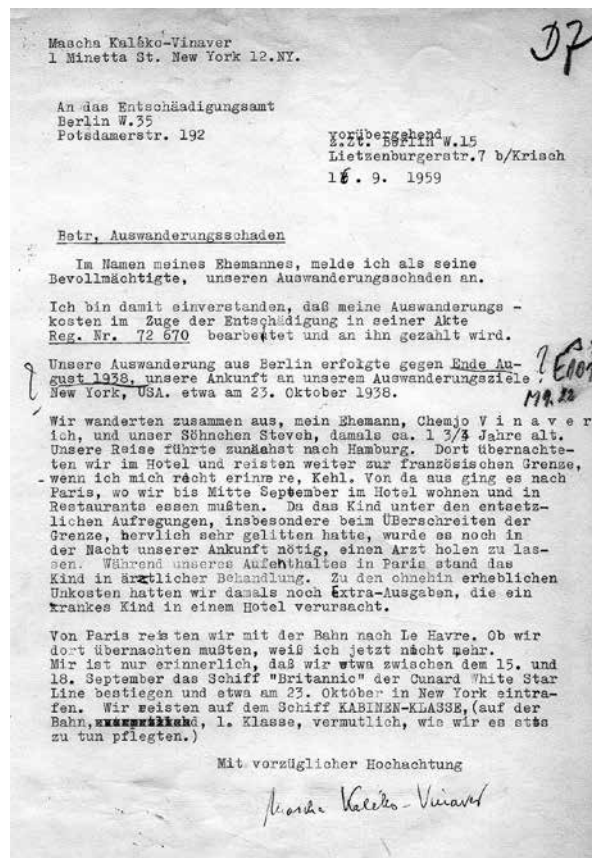 Mascha Kaléko-Vinaver
D7
1 Minetta St. New York 12.NY.
An das Entschäadigungsamt
Berlin W.35
Potsdamerstr. 192
vorübergehend
z.Zt. Berlin W.15
Lietzenburgerstr.7 b/Krisch
9. 1959
Betr, Auswanderungsschaden
Im Namen meines Ehemannes, melde ich als seine
Bevollmächtigte, unseren Auswanderungsschaden an.
Ich bin damit einverstanden, daß meine Auswanderungs -
kosten im Zuge der Entschädigung in seiner Akte
Reg. Nr. 72 670 bearbeitet und an ihn gezahlt wird.
Unsere Auswanderung aus Berlin erfolgte gegen Ende Au-
gust 1938, unsere Ankunft an unserem Auswanderungsziele
New York, USA. etwa am 23. Oktober 1938.
Wir wanderten zusammen aus, mein Ehemann, Chemjo V i n a v e r
ich, und unser Söhnchen Steven, damals ca. 1 3/4 Jahre alt.
Unsere Reise führte zunächst nach Hamburg. Dort übernachte-
ten wir im Hotel und reisten weiter zur französischen Grenze,
wenn ich mich recht erinnere, Kehl. Von da aus ging es nach
Paris, wo wir bis Mitte September im Hotel wohnen und in
Restaurants essen mußten. Da das Kind unter den entsetz-
lichen Aufregungen, insbesondere beim ÜBerschreiten der
Grenze, nervlich sehr gelitten hatte, wurde es noch in
der Nacht unserer Ankunft nötig, einen Arzt holen zu las-
sen. Während unseres Aufenthaltes in Paris stand das
Kind in ärztlicher Behandlung. Zu den ohnehin erheblichen
Unkosten hatten wir damals noch Extra-Ausgaben, die ein
krankes Kind in einem Hotel verursacht.
Von Paris reis ten wir mit der Bahn nach Le Havre. Ob wir
dort übernachten mußten, weiß ich jetzt nicht mehr.
Mir ist nur erinnerlich, daß wir etwa zwischen dem 15. und
18. September das Schiff "Britannic" der Cunard White Star
Line bestiegen und etwa am 23. Oktober in New York eintra-
fen. Wir reisten auf dem Schiff KABINEN-KLASSE,(auf der
Bahn, 1. Klasse, vermutlich, wie wir es stets
zu tun pflegten.)
Mit vorzüglicher Hochachtung
Mascha Kaléko-Vinaver